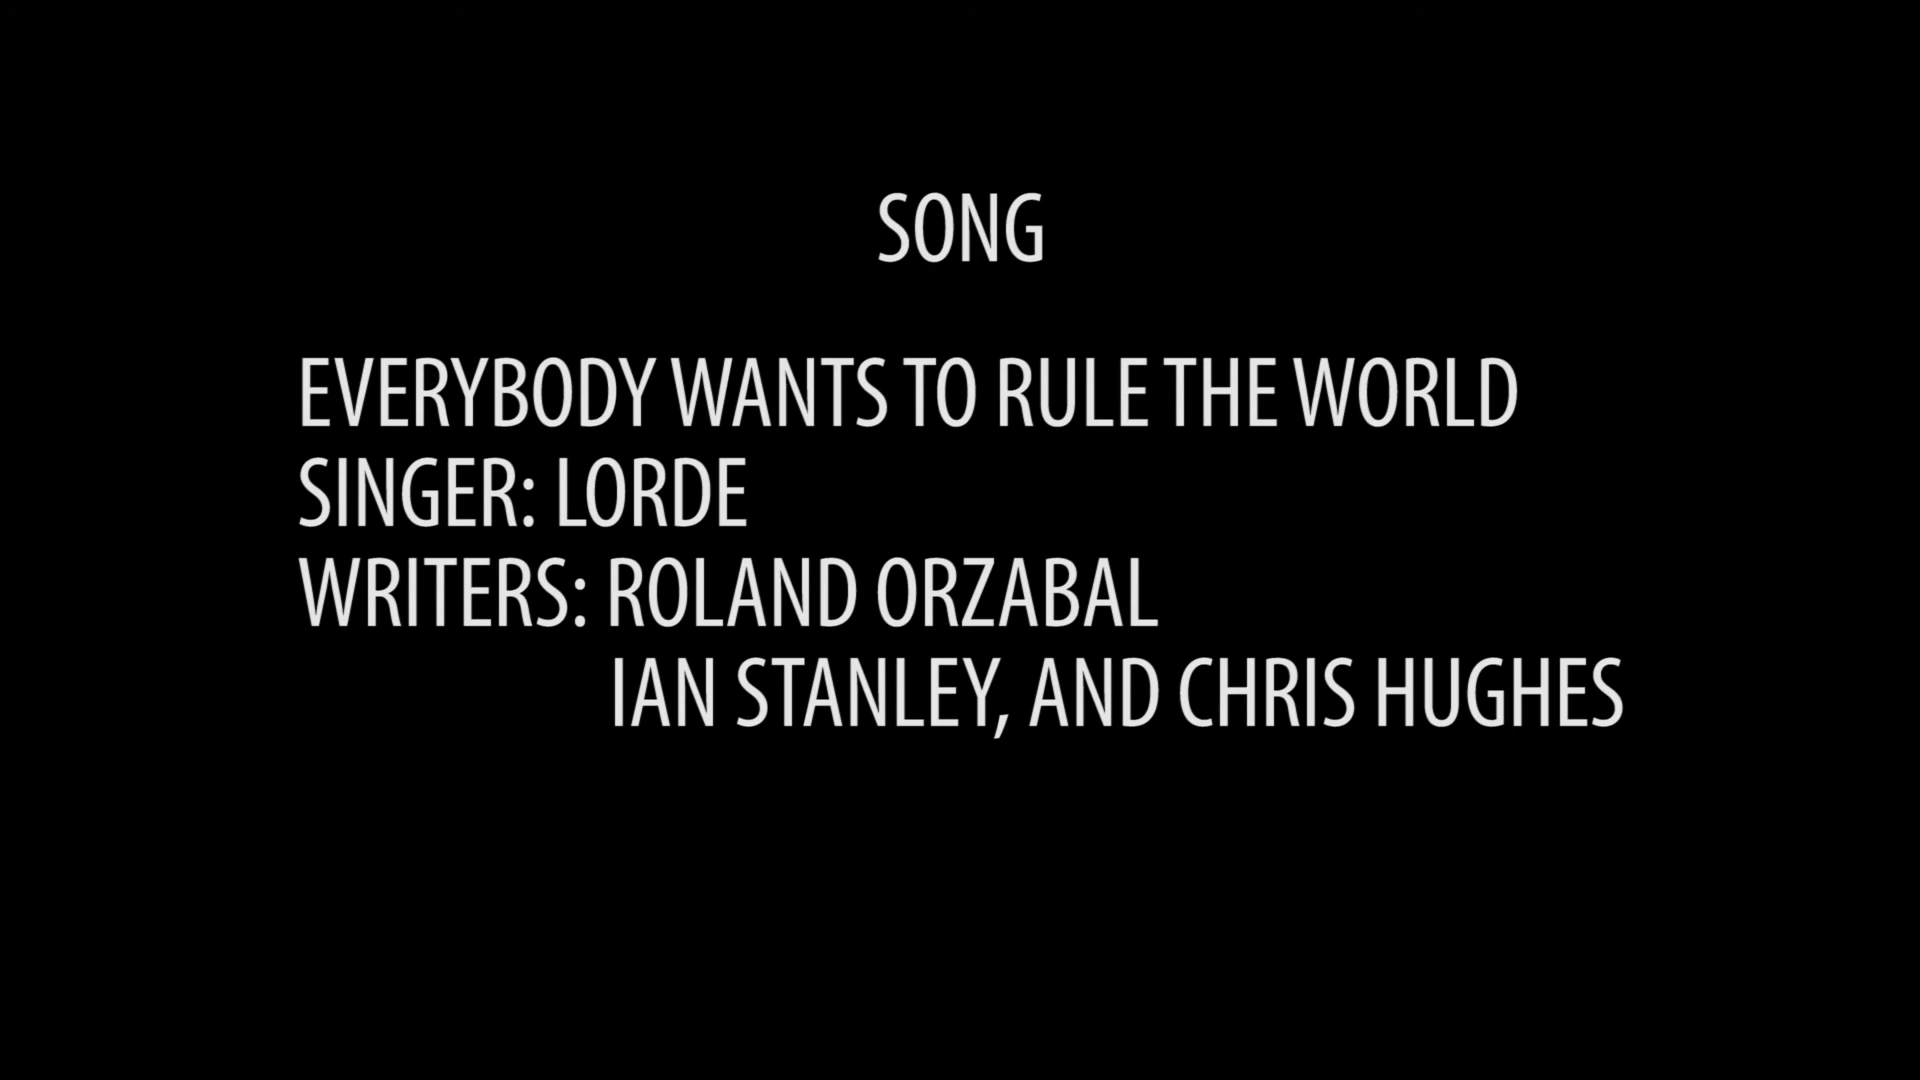 SONG
EVERYBODY WANTS TO RULE THE WORLD
SINGER: LORDE
WRITERS: ROLAND ORZABAL
IAN STANLEY, AND CHRIS HUGHES